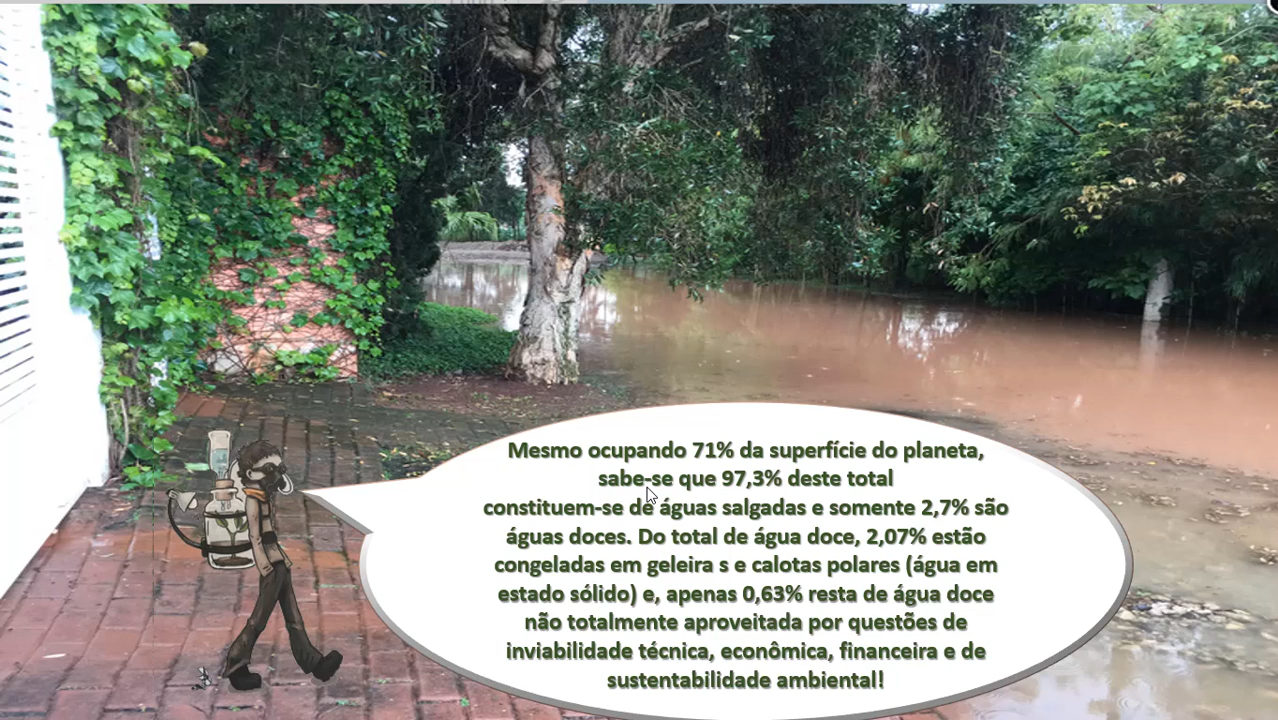 Mesmo ocupando 71% da superfície do planeta,
sabe-se que 97,3% deste total
constituem-se de águas salgadas e somente 2,7% são
águas doces. Do total de água doce, 2,07% estão
congeladas em geleira s e calotas polares (água em
estado sólido) e, apenas 0,63% resta de água doce
não totalmente aproveitada por questões de
inviabilidade técnica, econômica, financeira e de
sustentabilidade ambiental!